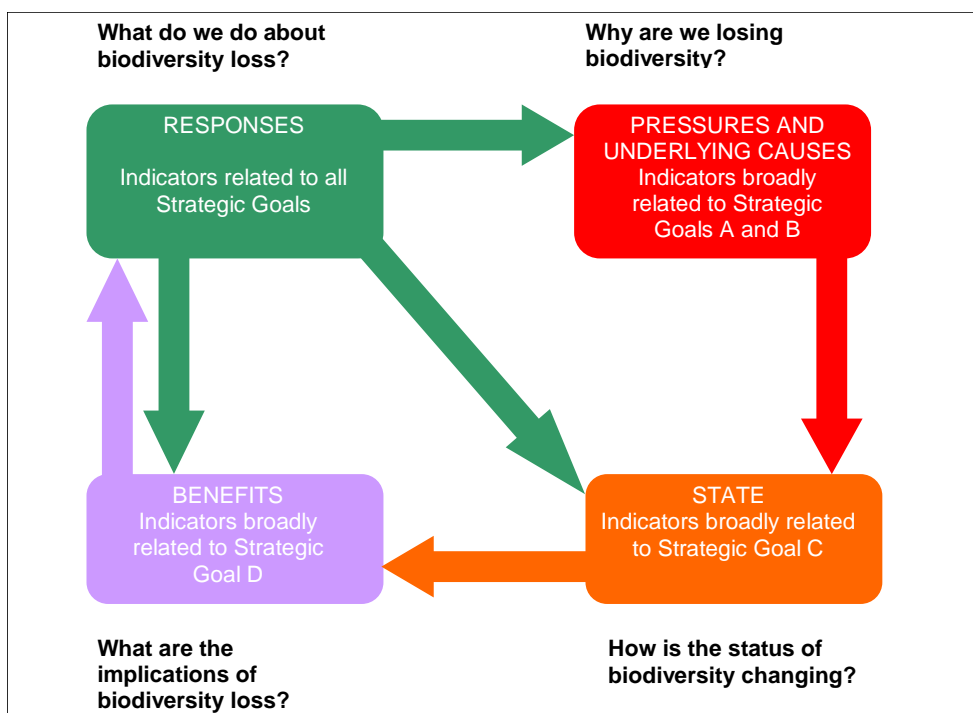 What do we do about
biodiversity loss?
Why are we losing
biodiversity?
RESPONSES
Indicators related to all
Strategic Goals
PRESSURES AND
UNDERLYING CAUSES
Indicators broadly
related to Strategic
Goals A and B
BENEFITS
Indicators broadly
related to Strategic
Goal D
STATE
Indicators broadly related
to Strategic Goal C
What are the
implications of
biodiversity loss?
How is the status of
biodiversity changing?